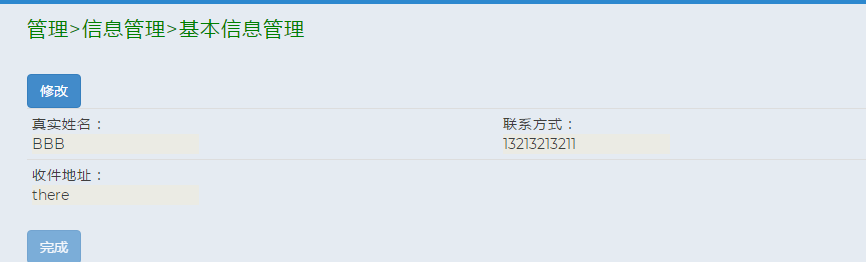 管理>信息管理>基本信息管理
修改
真实姓名： 联系方式：
BBB 13213213211
收件地址：
there
完成